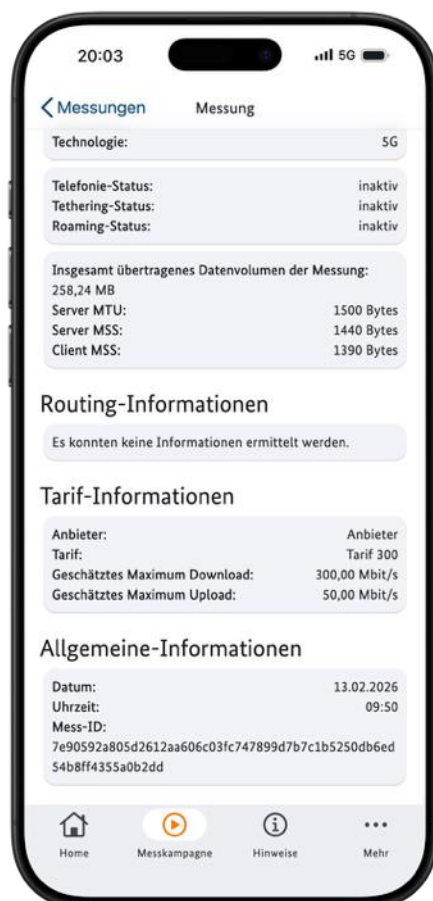 20:03
5G
Messungen
Messung
Technologie: 5G
Telefonie-Status: inaktiv
Tethering-Status: inaktiv
Roaming-Status: inaktiv
Insgesamt übertragenes Datenvolumen der Messung:
258,24 MB
Server MTU: 1500 Bytes
Server MSS: 1440 Bytes
Client MSS: 1390 Bytes
Routing-Informationen
Es konnten keine Informationen ermittelt werden.
Tarif-Informationen
Anbieter: Anbieter
Tarif: Tarif 300
Geschätztes Maximum Download: 300,00 Mbit/s
Geschätztes Maximum Upload: 50,00 Mbit/s
Allgemeine-Informationen
Datum: 13.02.2026
Uhrzeit: 09:50
Mess-ID:
7e90592a805d2612aa606c03fc747899d7b7c1b5250db6ed
54b8ff4355a0b2dd
Home
Messkampagne
Hinweise
Mehr